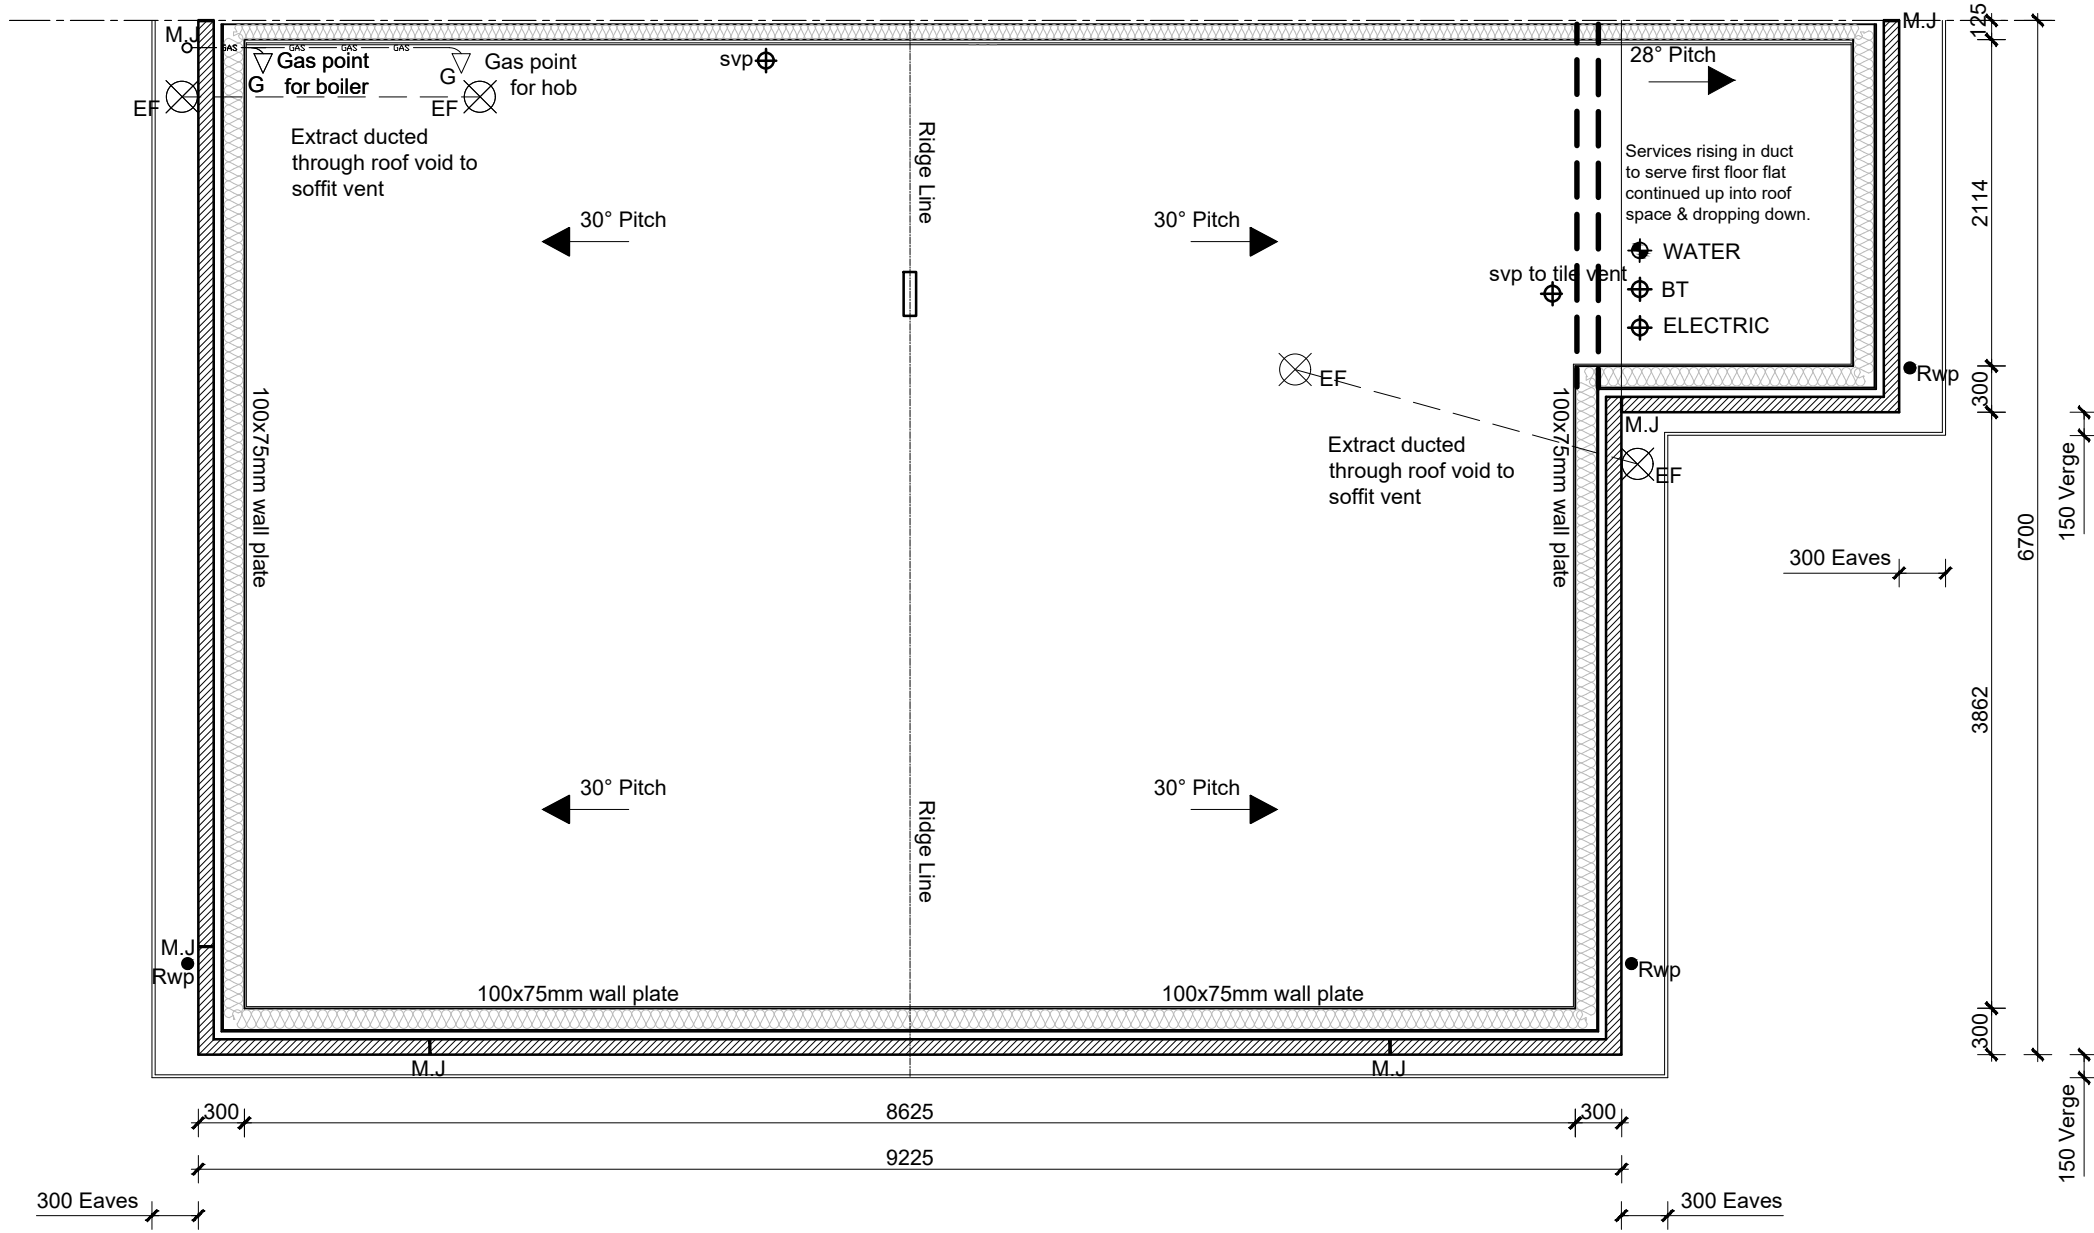 M.J
GAS GAS GAS GAS
Gas point
for boiler
G
G
Gas point
for hob
EF
EF
svp
Extract ducted
through roof void to
soffit vent
Ridge Line
28° Pitch
M.J
125
Services rising in duct
to serve first floor flat
continued up into roof
space & dropping down.
WATER
BT
ELECTRIC
svp to tile vent
30° Pitch
30° Pitch
2114
EF
Rwp
300
100x75mm wall plate
100x75mm wall plate
M.J
EF
Extract ducted
through roof void to
soffit vent
150 Verge
6700
300 Eaves
3862
30° Pitch
30° Pitch
Ridge Line
M.J
Rwp
Rwp
100x75mm wall plate
100x75mm wall plate
300
M.J
M.J
150 Verge
300
8625
300
9225
300 Eaves
300 Eaves